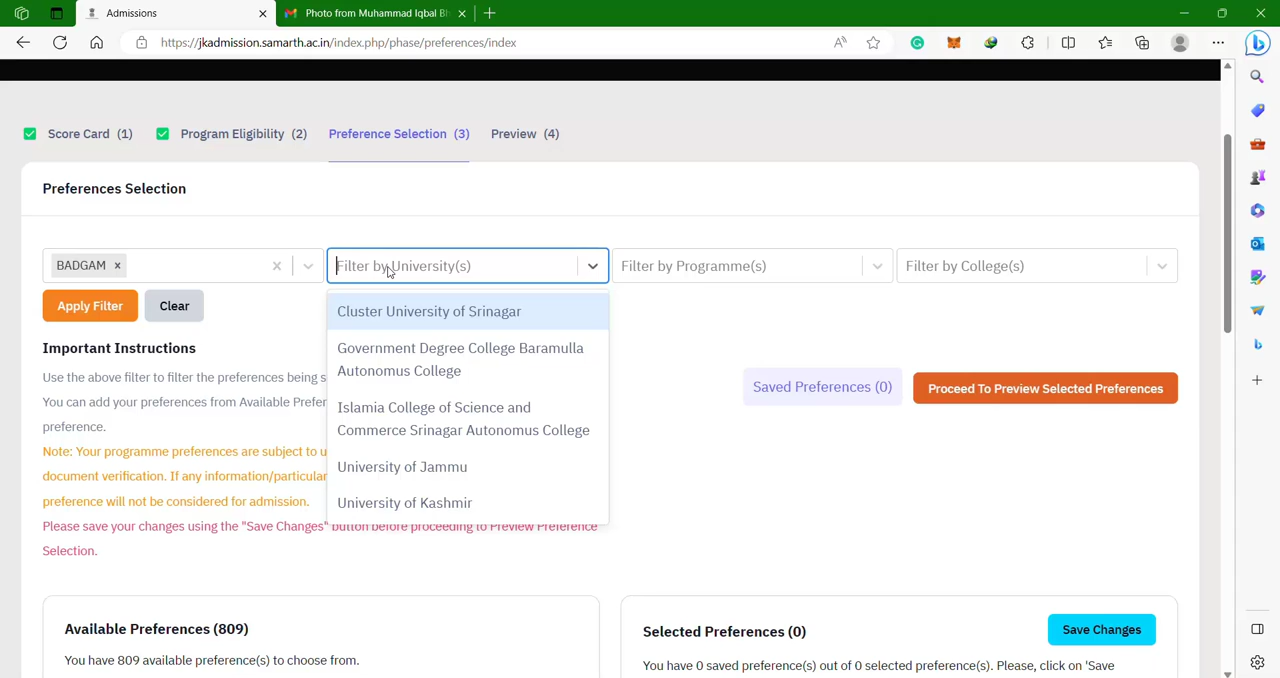 Admissions
Photo from Muhammad Iqbal Bh
https://jkadmission.samarth.ac.in/index.php/phase/preferences/index
Score Card (1)
Program Eligibility (2)
Preference Selection (3)
Preview (4)
Preferences Selection
BADGAM ×
Filter by University(s)
Filter by Programme(s)
Filter by College(s)
Apply Filter
Clear
Cluster University of Srinagar
Government Degree College Baramulla
Autonomus College
Islamia College of Science and
Commerce Srinagar Autonomus College
University of Jammu
University of Kashmir
Important Instructions
Use the above filter to filter the preferences being
You can add your preferences from Available
preference.
Note: Your programme preferences are subject to
document verification. If any
preference will not be considered for admission.
Please save your changes using the "Save Changes" button before proceeding to Preview Preference
Selection.
Saved Preferences (0)
Proceed To Preview Selected Preferences
Available Preferences (809)
You have 809 available preference(s) to choose from.
Selected Preferences (0)
Save Changes
You have 0 saved preference(s) out of 0 selected preference(s). Please, click on 'Save